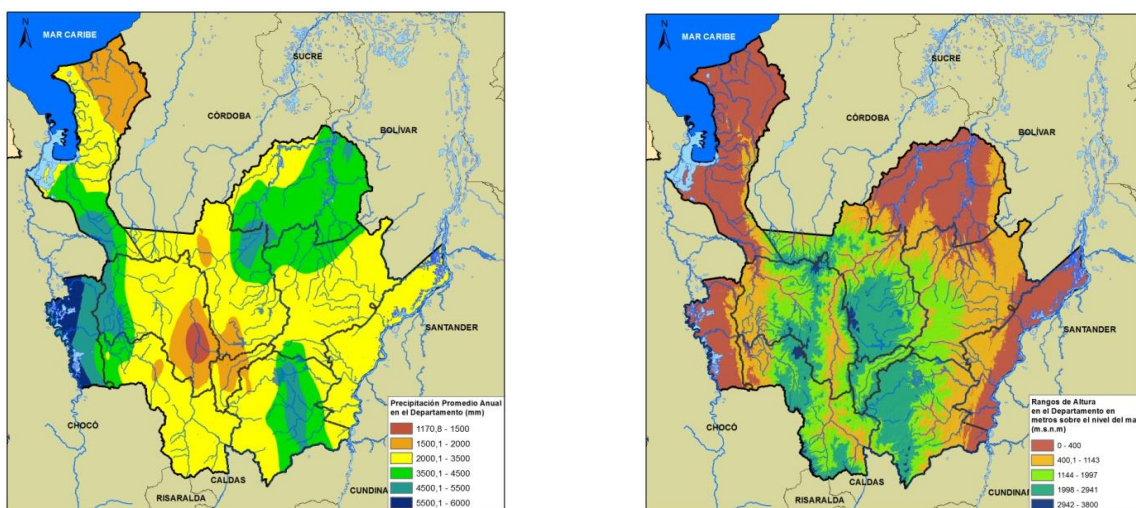 N
MAR CARIBE
SUCRE
CÓRDOBA
BOLÍVAR
SANTANDER
CHOCÓ
CALDAS
RISARALDA
CUNDINA
Precipitación Promedio Anual
en el Departamento (mm)
1170,8 - 1500
1500,1 - 2000
2000,1 - 3500
3500,1 - 4500
4500,1 - 5500
5500,1 - 6000
N
MAR CARIBE
SUCRE
CÓRDOBA
BOLÍVAR
SANTANDER
CHOCÓ
CALDAS
RISARALDA
CUNDINAM
Rangos de Altura
en el Departamento en
metros sobre el nivel del ma
(m.s.n.m)
0 - 400
400,1 - 1143
1144 - 1997
1998 - 2941
2942 - 3800